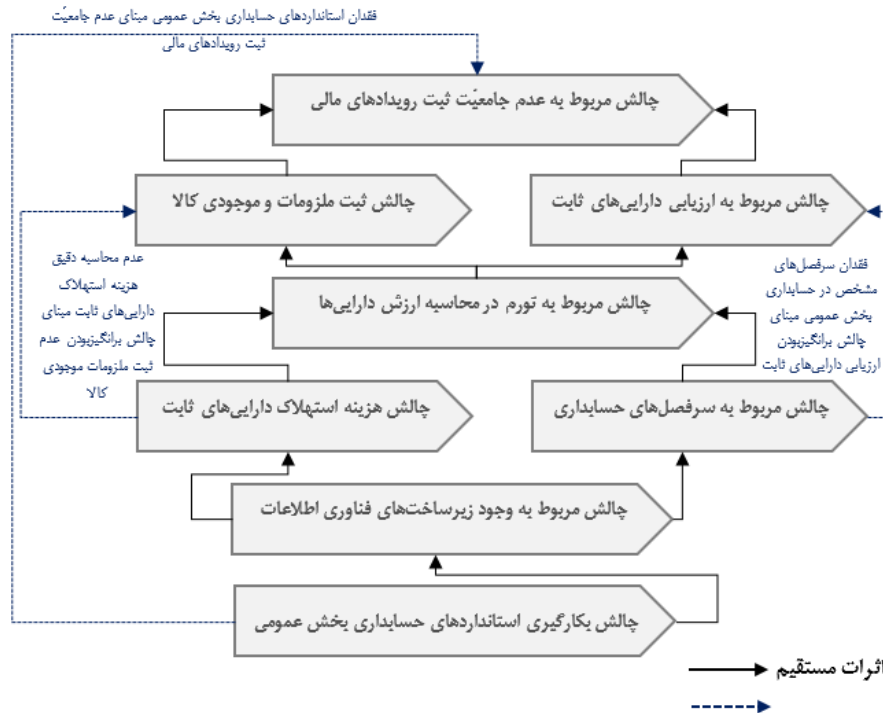 فقدان استانداردهای حسابداری بخش عمومی مبنای عدم جامعیّت
ثبت رویدادهای مالی
چالش مربوط به عدم جامعیّت ثبت رویدادهای مالی
چالش مربوط به ارزیابی دارایی‌های ثابت
چالش ثبت ملزومات و موجودی کالا
فقدان سرفصل‌های
مشخص در حسابداری
بخش عمومی مبنای
چالش برانگیزبودن
ارزیابی دارایی‌های ثابت
عدم محاسبه دقیق
هزینه استهلاک
دارایی‌های ثابت مبنای
چالش برانگیزبودن عدم
ثبت ملزومات موجودی
کالا
چالش مربوط به تورم در محاسبه ارزش دارایی‌ها
چالش مربوط به سرفصل‌های حسابداری
چالش هزینه استهلاک دارایی‌های ثابت
چالش مربوط به وجود زیرساخت‌های فناوری اطلاعات
چالش بکارگیری استانداردهای حسابداری بخش عمومی
اثرات مستقیم